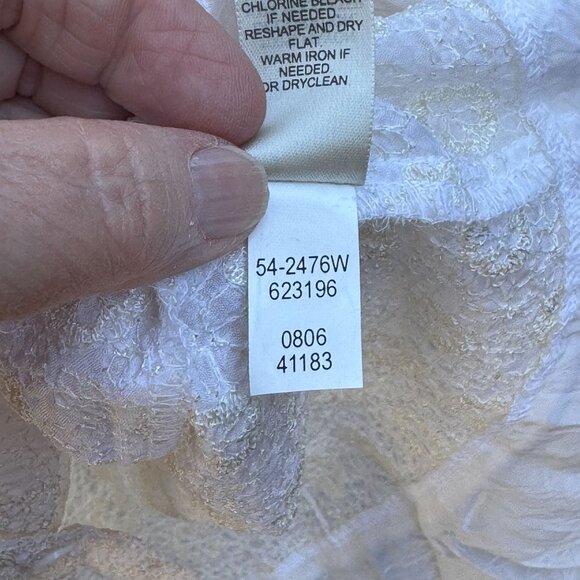 CHLORINE BLEACH
IF NEEDED.
RESHAPE AND DRY
FLAT.
WARM IRON IF
NEEDED
OR DRYCLEAN
54-2476W
623196
0806
41183